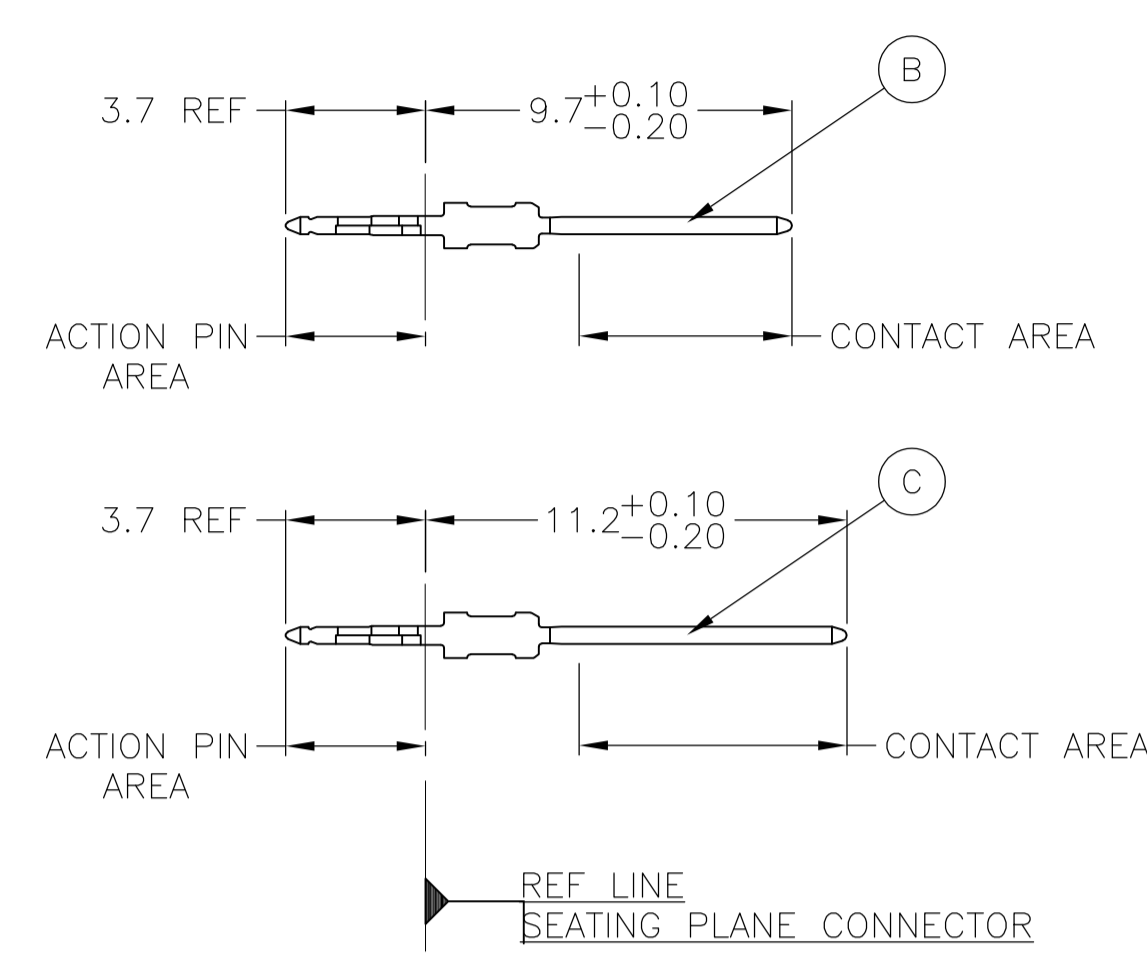 B
3.7 REF
9.7 +0.10
-0.20
ACTION PIN
AREA
CONTACT AREA
C
3.7 REF
11.2 +0.10
-0.20
ACTION PIN
AREA
CONTACT AREA
REF LINE
SEATING PLANE CONNECTOR